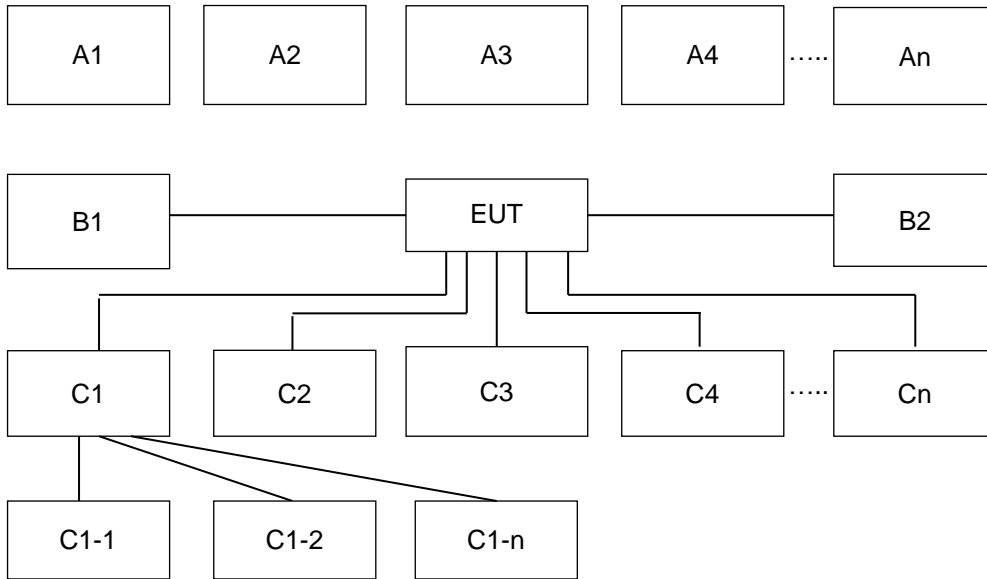 A1 A2 A3 A4 ….. An
B1 EUT B2
C1 C2 C3 C4 ….. Cn
C1-1 C1-2 C1-n